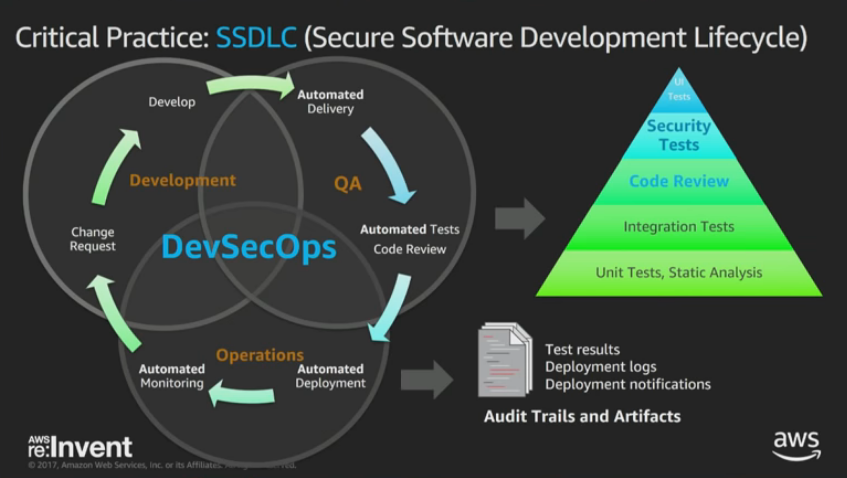 Critical Practice: SSDLC (Secure Software Development Lifecycle)
Develop
Automated
Delivery
Development
QA
Change
Request
DevSecOps
Automated Tests
Code Review
Operations
Automated
Monitoring
Automated
Deployment
UI
Tests
Security
Tests
Code Review
Integration Tests
Unit Tests, Static Analysis
Test results
Deployment logs
Deployment notifications
Audit Trails and Artifacts
AWS
re:Invent
© 2017, Amazon Web Services, Inc. or its Affiliates. All rights reserved.
aws